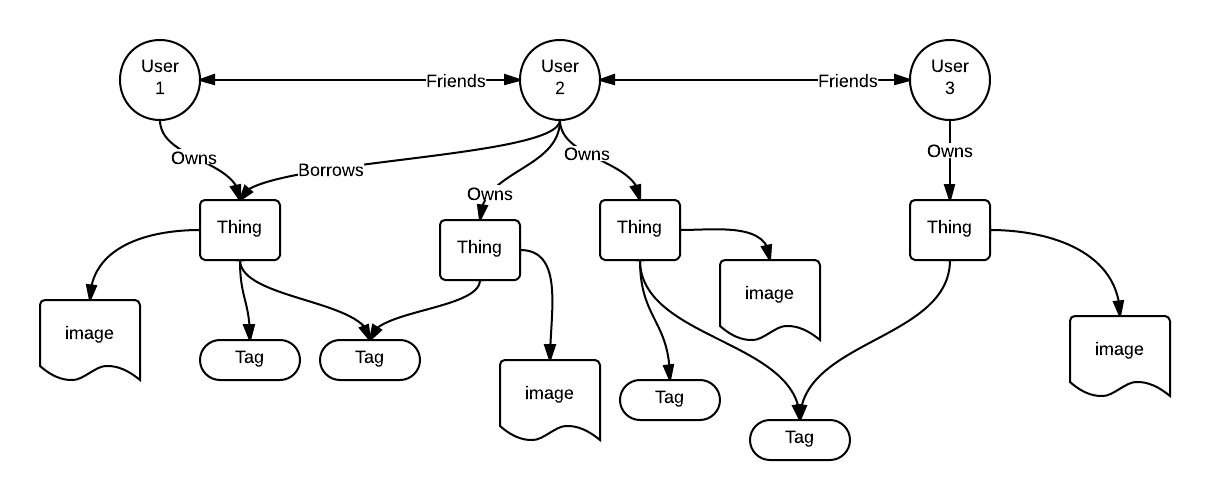 User
1
Friends
User
2
Friends
User
3
Owns
Borrows
Owns
Owns
Owns
Thing
Thing
Thing
Thing
image
Tag
Tag
image
image
Tag
Tag
image